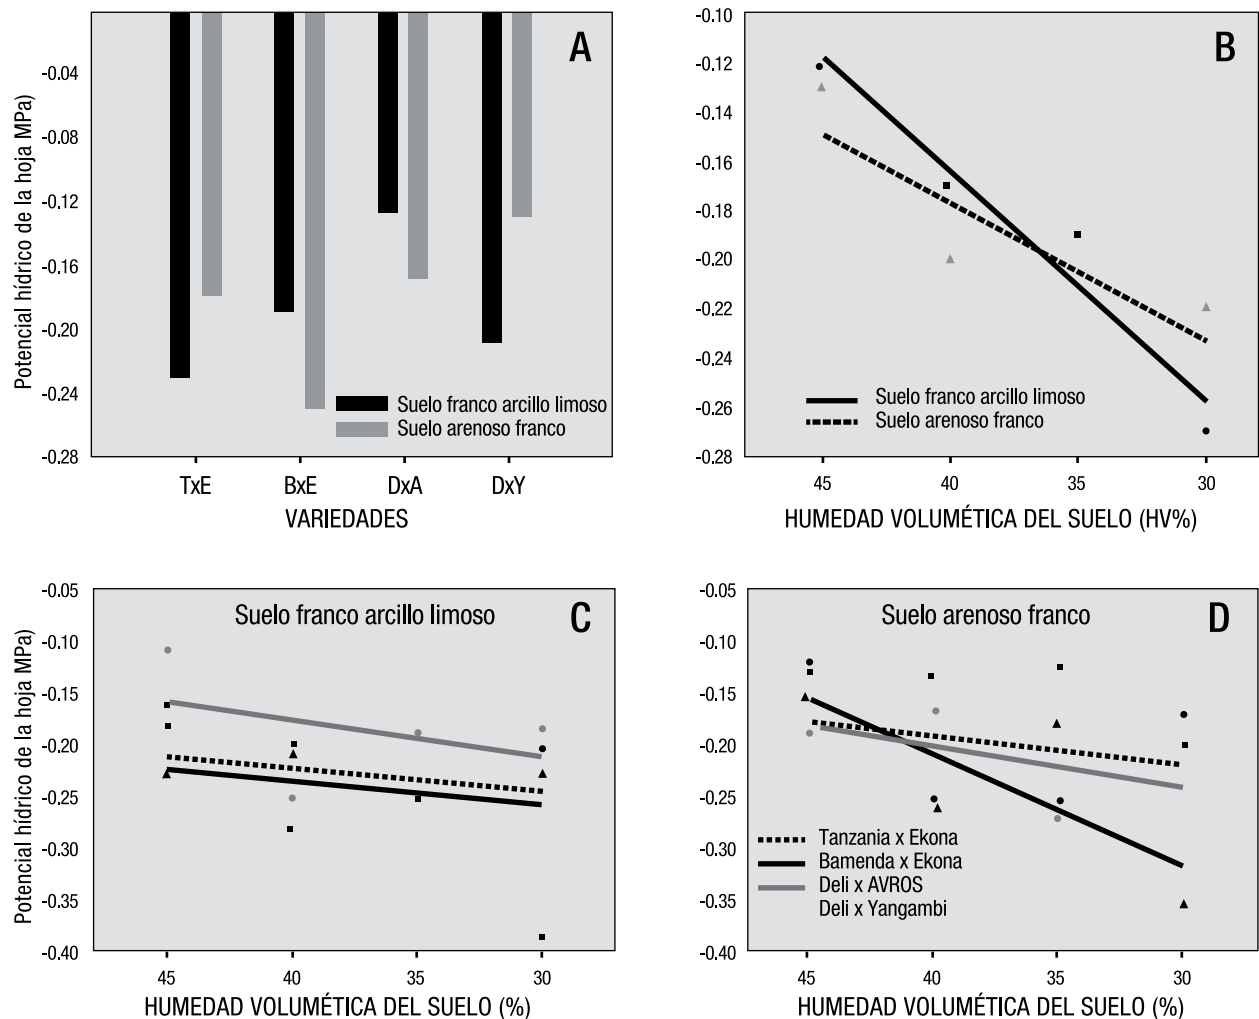 A
Potencial hídrico de la hoja MPa)
-0.04
-0.08
-0.12
-0.16
-0.20
-0.24
-0.28
Suelo franco arcillo limoso
Suelo arenoso franco
TxE BxE DxA DxY
VARIEDADES
B
-0.10
-0.12
-0.14
-0.16
-0.18
-0.20
-0.22
-0.24
-0.26
-0.28
Suelo franco arcillo limoso
Suelo arenoso franco
45 40 35 30
HUMEDAD VOLUMÉTICA DEL SUELO (HV%)
Suelo franco arcillo limoso
C
Potencial hídrico de la hoja MPa)
-0.05
-0.10
-0.15
-0.20
-0.25
-0.30
-0.35
-0.40
45 40 35 30
HUMEDAD VOLUMÉTICA DEL SUELO (%)
Suelo arenoso franco
D
-0.05
-0.10
-0.15
-0.20
-0.25
-0.30
-0.35
-0.40
Tanzania x Ekona
Bamenda x Ekona
Deli x AVROS
Deli x Yangambi
45 40 35 30
HUMEDAD VOLUMÉTICA DEL SUELO (%)